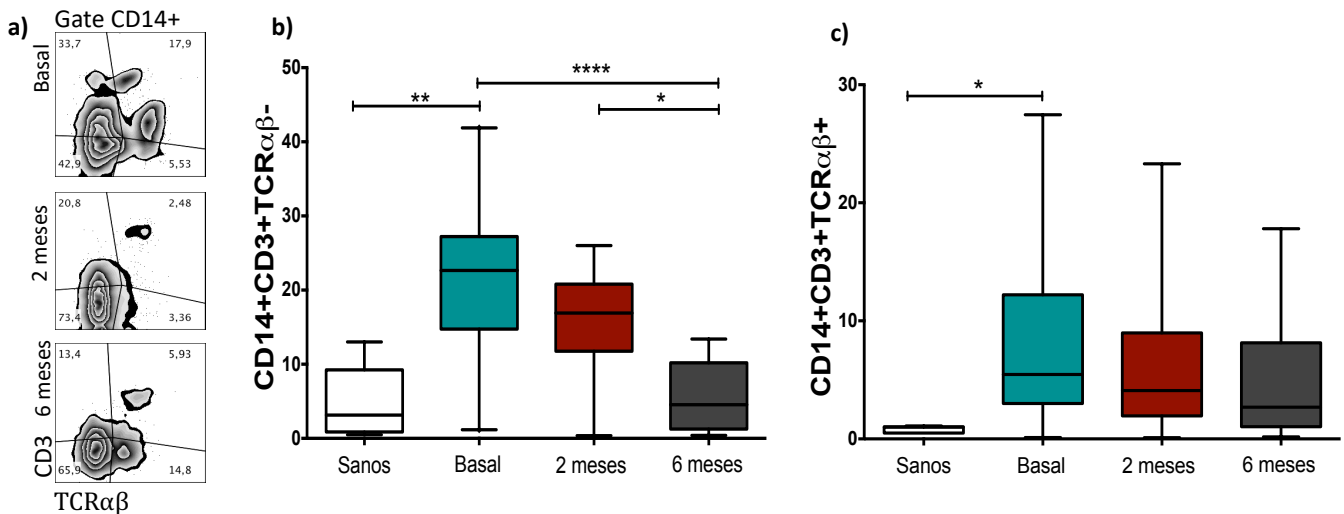 a)
Gate CD14+
Basal
33,7
17,9
42,9
5,53
2 meses
20,8
2,48
73,4
3,36
6 meses
13,4
5,93
65,9
14,8
CD3
TCRαβ
b)
CD14+CD3+TCRαβ-
50
40
30
20
10
0
**
****
*
Sanos
Basal
2 meses
6 meses
c)
CD14+CD3+TCRαβ+
30
20
10
0
*
Sanos
Basal
2 meses
6 meses